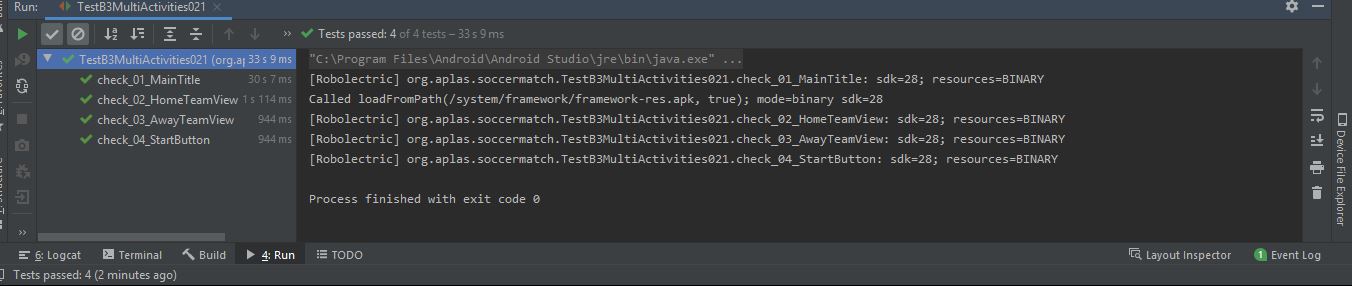 Run:
TestB3MultiActivities021
Tests passed: 4 of 4 tests – 33 s 9 ms
TestB3MultiActivities021 (org.ap 33 s 9 ms
check_01_MainTitle 30 s 7 ms
check_02_HomeTeamView 1 s 114 ms
check_03_AwayTeamView 944 ms
check_04_StartButton 944 ms
"C:\Program Files\Android\Android Studio\jre\bin\java.exe" ...
[Robolectric] org.aplas.soccermatch.TestB3MultiActivities021.check_01_MainTitle: sdk=28; resources=BINARY
Called loadFromPath(/system/framework/framework-res.apk, true); mode=binary sdk=28
[Robolectric] org.aplas.soccermatch.TestB3MultiActivities021.check_02_HomeTeamView: sdk=28; resources=BINARY
[Robolectric] org.aplas.soccermatch.TestB3MultiActivities021.check_03_AwayTeamView: sdk=28; resources=BINARY
[Robolectric] org.aplas.soccermatch.TestB3MultiActivities021.check_04_StartButton: sdk=28; resources=BINARY
Process finished with exit code 0
Device File Explorer
6: Logcat
Terminal
Build
4: Run
TODO
Layout Inspector
1 Event Log
Tests passed: 4 (2 minutes ago)